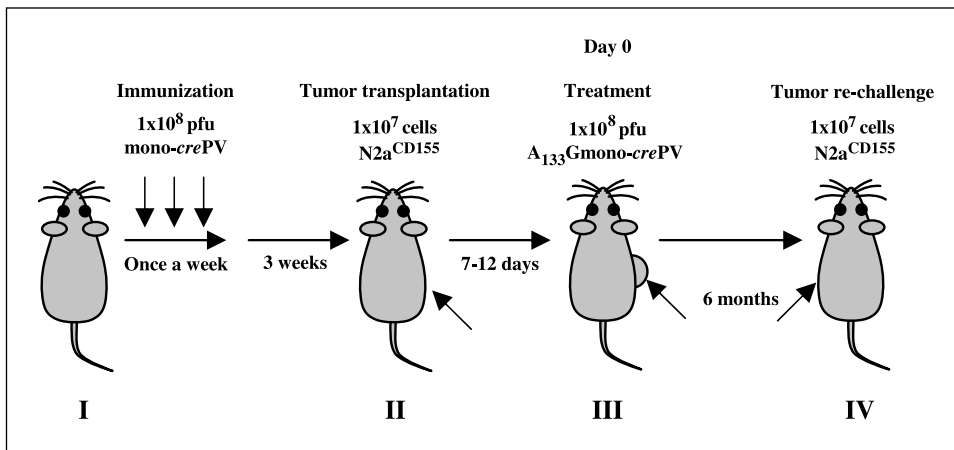 Day 0
Immunization
1x10⁸ pfu
mono-crePV
Once a week
3 weeks
Tumor transplantation
1x10⁷ cells
N2aᶜᴰ¹⁵⁵
7-12 days
Treatment
1x10⁸ pfu
A₁₃₃Gmono-crePV
6 months
Tumor re-challenge
1x10⁷ cells
N2aᶜᴰ¹⁵⁵
I
II
III
IV